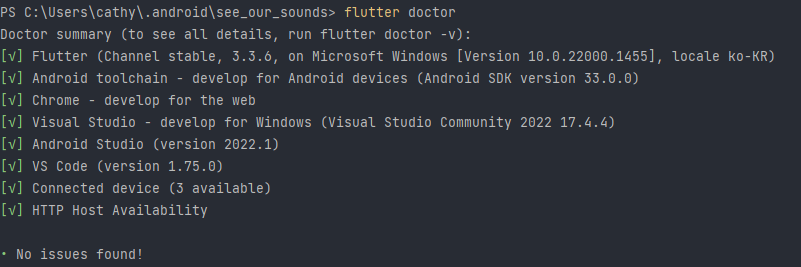 PS C:\Users\cathy\.android\see_our_sounds> flutter doctor
Doctor summary (to see all details, run flutter doctor -v):
[√] Flutter (Channel stable, 3.3.6, on Microsoft Windows [Version 10.0.22000.1455], locale ko-KR)
[√] Android toolchain - develop for Android devices (Android SDK version 33.0.0)
[√] Chrome - develop for the web
[√] Visual Studio - develop for Windows (Visual Studio Community 2022 17.4.4)
[√] Android Studio (version 2022.1)
[√] VS Code (version 1.75.0)
[√] Connected device (3 available)
[√] HTTP Host Availability
• No issues found!